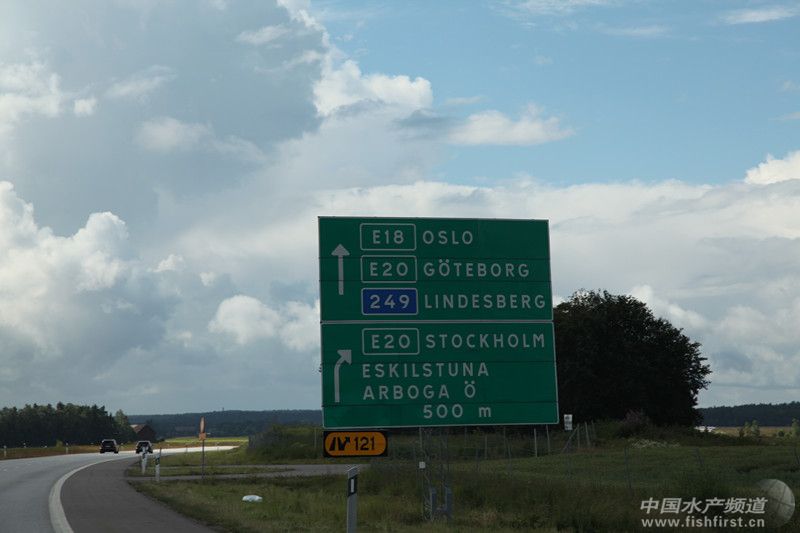 E18 OSLO
E20 GÖTEBORG
249 LINDESBERG
E20 STOCKHOLM
ESKILSTUNA
ARBOGA Ö
500 m
121
中国水产频道
www.fishfirst.cn